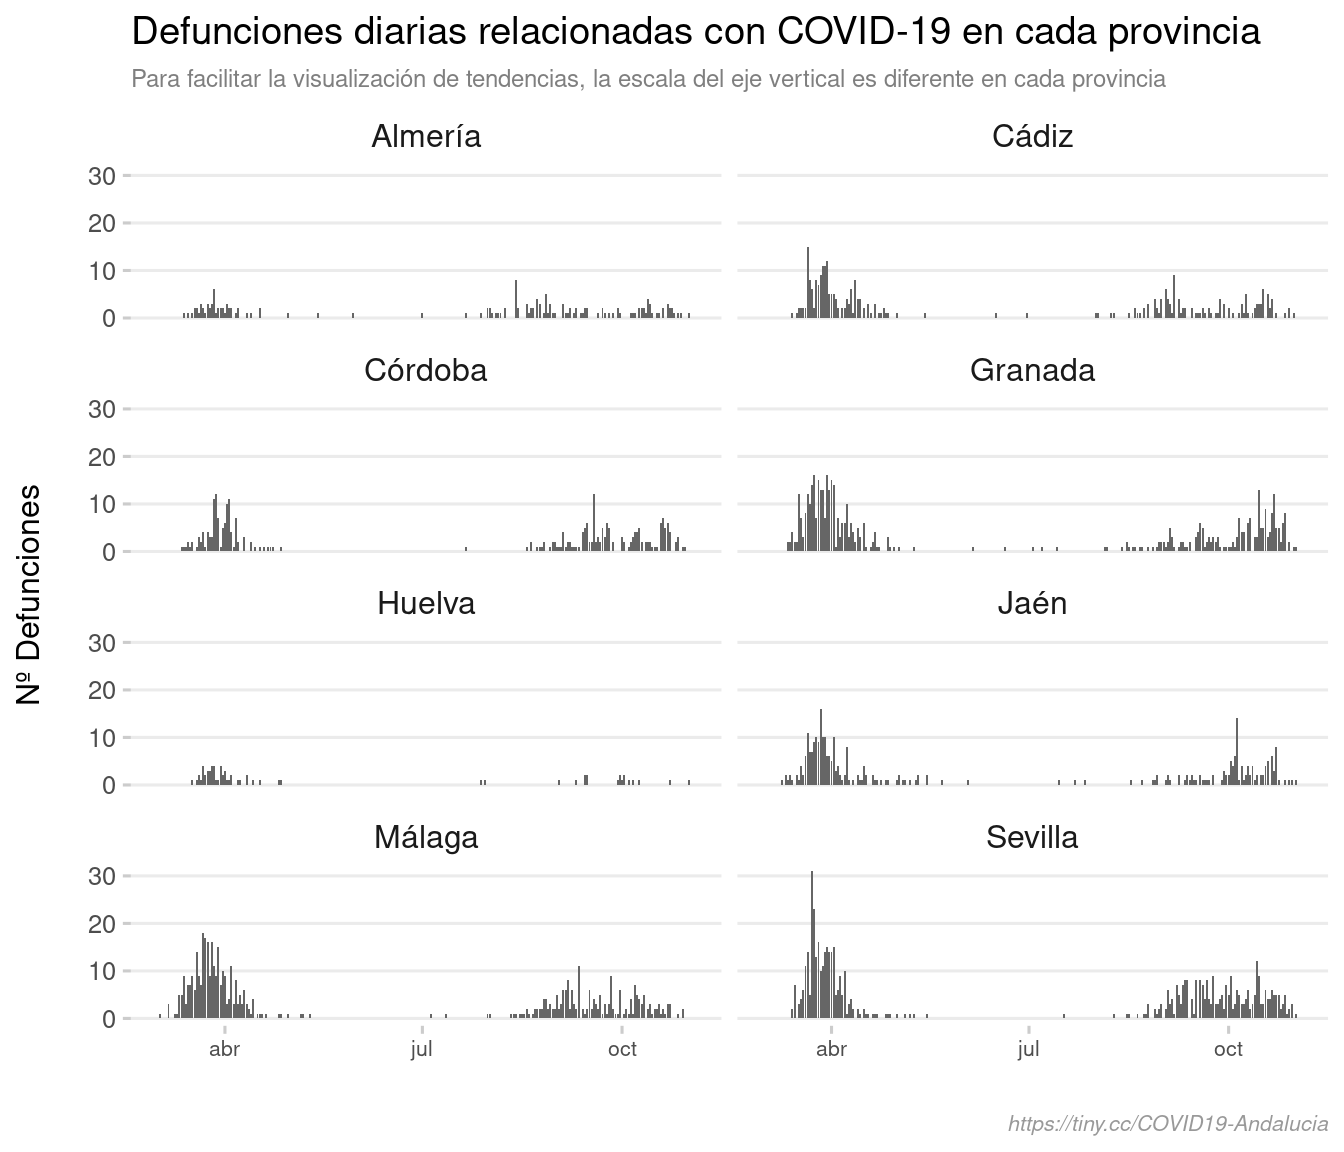 Defunciones diarias relacionadas con COVID-19 en cada provincia
Para facilitar la visualización de tendencias, la escala del eje vertical es diferente en cada provincia
Nº Defunciones
Almería
Cádiz
30
20
10
0
Córdoba
Granada
30
20
10
0
Huelva
Jaén
30
20
10
0
Málaga
Sevilla
30
20
10
0
abr jul oct
abr jul oct
https://tiny.cc/COVID19-Andalucia